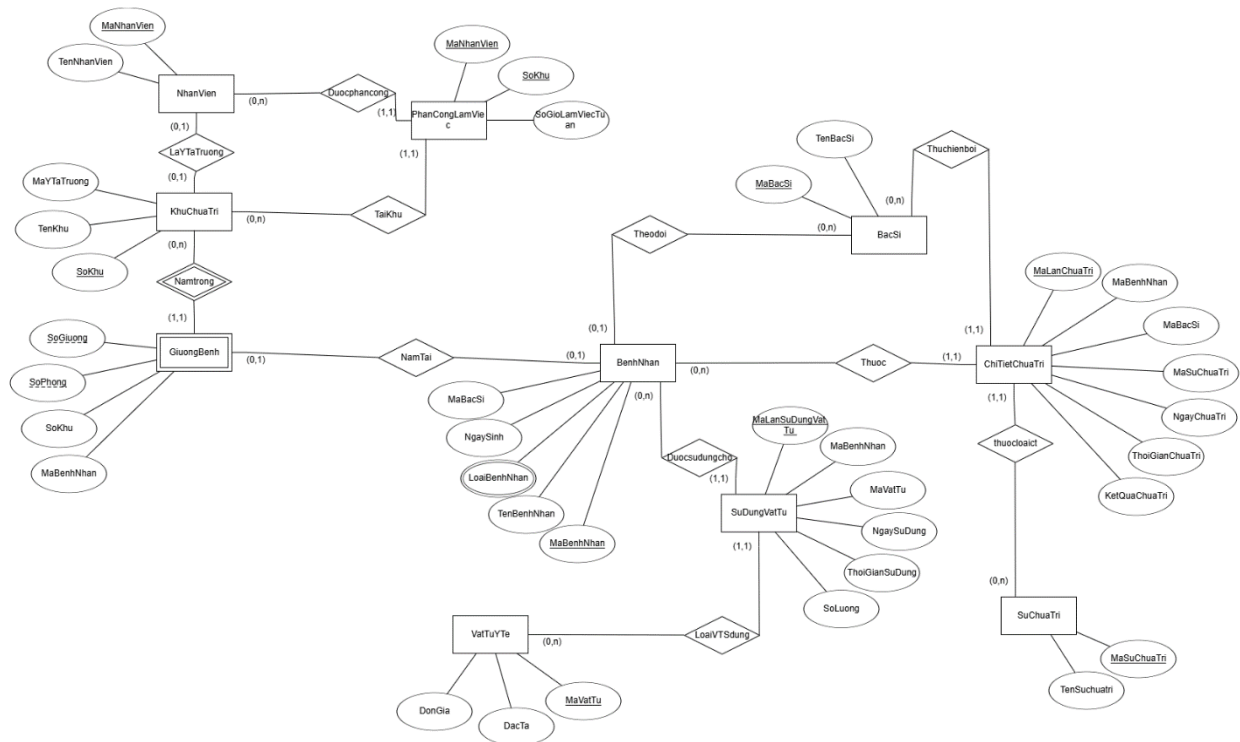 MaNhanVien
TenNhanVien
NhanVien
(0,n)
Duocphancong
(1,1)
MaNhanVien
SoKhu
PhanCongLamVie
c
SoGioLamViecTu
an
(0,1)
LaYTaTruong
(0,1)
(1,1)
MaYTaTruong
KhuChuaTri
(0,n)
TaiKhu
TenKhu
SoKhu
(0,n)
Namtrong
(1,1)
SoGiuong
GiuongBenh
(0,1)
SoPhong
SoKhu
MaBenhNhan
NamTai
(0,1)
(0,1)
BenhNhan
(0,n)
(0,n)
Theodoi
(0,n)
TenBacSi
MaBacSi
BacSi
(0,n)
Thuchienboi
(1,1)
Thuoc
(1,1)
ChiTietChuaTri
(1,1)
MaLanChuaTri
MaBenhNhan
MaBacSi
MaSuChuaTri
NgayChuaTri
ThoiGianChuaTri
KetQuaChuaTri
MaBacSi
NgaySinh
LoaiBenhNhan
TenBenhNhan
MaBenhNhan
Duocsudungcho
(1,1)
MaLanSuDungVat
Tu
MaBenhNhan
MaVatTu
SuDungVatTu
NgaySuDung
(1,1)
ThoiGianSuDung
SoLuong
thuocloaict
(0,n)
SuChuaTri
MaSuChuaTri
TenSuchuatri
VatTuYTe
(0,n)
LoaiVTSdung
DonGia
DacTa
MaVatTu